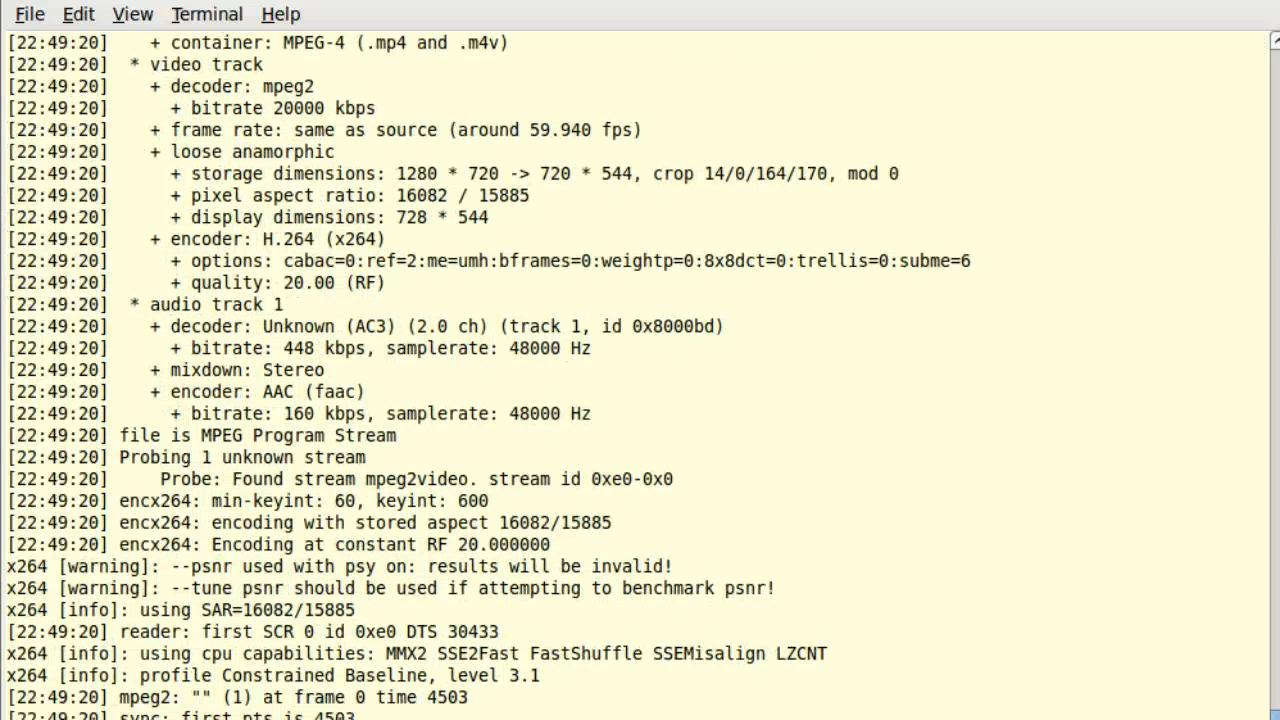 File Edit View Terminal Help
[22:49:20]    + container: MPEG-4 (.mp4 and .m4v)
[22:49:20]  * video track
[22:49:20]    + decoder: mpeg2
[22:49:20]      + bitrate 20000 kbps
[22:49:20]    + frame rate: same as source (around 59.940 fps)
[22:49:20]    + loose anamorphic
[22:49:20]      + storage dimensions: 1280 * 720 -> 720 * 544, crop 14/0/164/170, mod 0
[22:49:20]      + pixel aspect ratio: 16082 / 15885
[22:49:20]      + display dimensions: 728 * 544
[22:49:20]    + encoder: H.264 (x264)
[22:49:20]      + options: cabac=0:ref=2:me=umh:bframes=0:weightp=0:8x8dct=0:trellis=0:subme=6
[22:49:20]      + quality: 20.00 (RF)
[22:49:20]  * audio track 1
[22:49:20]    + decoder: Unknown (AC3) (2.0 ch) (track 1, id 0x8000bd)
[22:49:20]      + bitrate: 448 kbps, samplerate: 48000 Hz
[22:49:20]    + mixdown: Stereo
[22:49:20]    + encoder: AAC (faac)
[22:49:20]      + bitrate: 160 kbps, samplerate: 48000 Hz
[22:49:20] file is MPEG Program Stream
[22:49:20] Probing 1 unknown stream
[22:49:20]     Probe: Found stream mpeg2video. stream id 0xe0-0x0
[22:49:20] encx264: min-keyint: 60, keyint: 600
[22:49:20] encx264: encoding with stored aspect 16082/15885
[22:49:20] encx264: Encoding at constant RF 20.000000
x264 [warning]: --psnr used with psy on: results will be invalid!
x264 [warning]: --tune psnr should be used if attempting to benchmark psnr!
x264 [info]: using SAR=16082/15885
[22:49:20] reader: first SCR 0 id 0xe0 DTS 30433
x264 [info]: using cpu capabilities: MMX2 SSE2Fast FastShuffle SSEMisalign LZCNT
x264 [info]: profile Constrained Baseline, level 3.1
[22:49:20] mpeg2: "" (1) at frame 0 time 4503
[22:49:20] sync: first pts is 4503